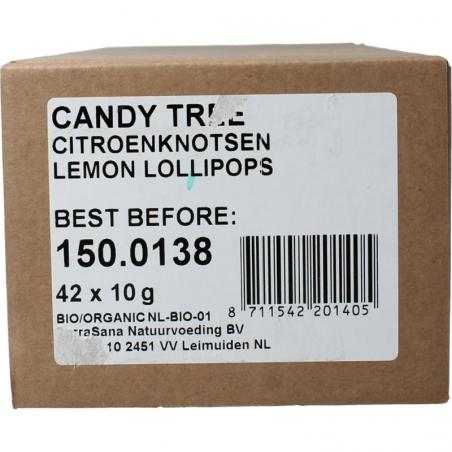 CANDY TREE
CITROENKNOTSEN
LEMON LOLLIPOPS
BEST BEFORE:
150.0138
42 x 10 g
8 711542 201405
BIO/ORGANIC NL-BIO-01
Natuurvoeding BV
10 2451 VV Leimuiden NL